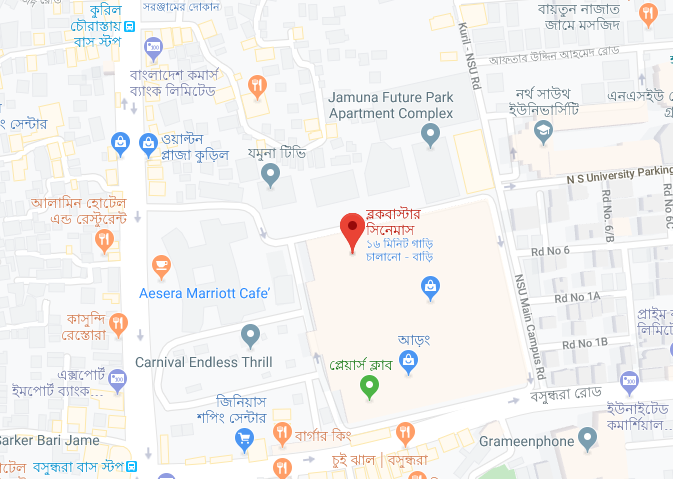 কুরিল
চৌরাস্তায়
বাস স্টপ
সরঞ্জামের দোকান
Kuril - NSU Rd
বায়তুন নাজাত
জামে মসজিদ
বাংলাদেশ কমার্স
ব্যাংক লিমিটেড
আফতাব উদ্দিন আহমেদ রোড
Jamuna Future Park
Apartment Complex
নর্থ সাউথ
ইউনিভার্সিটি
এনএসইউ
সেন্টার
ওয়াল্টন
প্লাজা কুড়িল
যমুনা টিভি
N S University Parking
আলামিন হোটেল
এন্ড রেস্টুরেন্ট
ব্লকবাস্টার
সিনেমাস
১৬ মিনিট গাড়ি
চালানো - বাড়ি
Rd No. 6/B
Rd No 6
Aesera Marriott Cafe'
Rd No 1A
NSU Main Campus Rd
কাসুন্দি
রেস্তোরা
আড়ং
Rd No 1B
প্রাইম
লিমিটে
Carnival Endless Thrill
প্লেয়ার্স ক্লাব
এক্সপোর্ট
ইমপোর্ট ব্যাংক...
বসুন্ধরা রোড
জিনিয়াস
শপিং সেন্টার
ইউনাইটেড
কমার্শিয়াল...
Sarker Bari Jame
বার্গার কিং
Grameenphone
বসুন্ধরা বাস স্টপ
চুই ঝাল | বসুন্ধরা